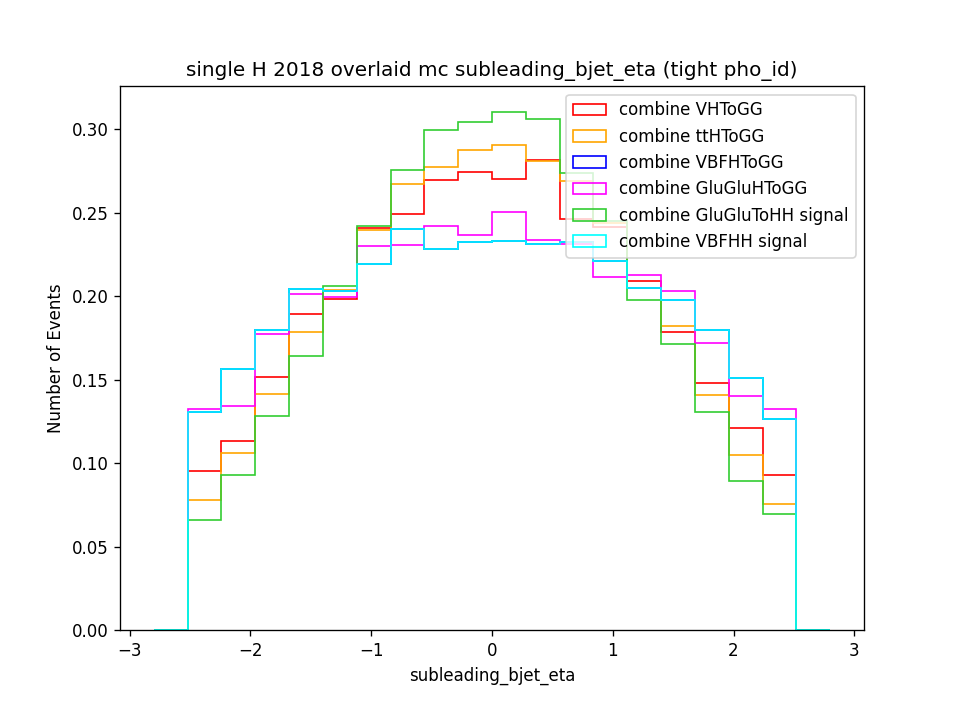 single H 2018 overlaid mc subleading_bjet_eta (tight pho_id)
combine VHToGG
combine ttHToGG
combine VBFHToGG
combine GluGluHToGG
combine GluGluToHH signal
combine VBFHH signal
Number of Events
0.30
0.25
0.20
0.15
0.10
0.05
0.00
−3 −2 −1 0 1 2 3
subleading_bjet_eta